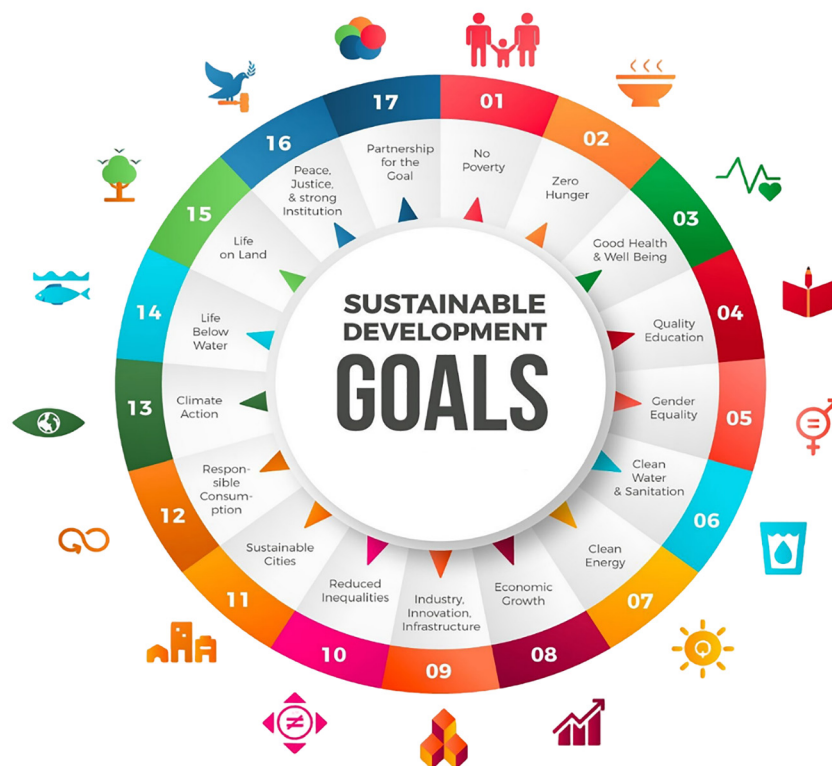 SUSTAINABLE
DEVELOPMENT
GOALS
01
No
Poverty
02
Zero
Hunger
03
Good Health
& Well Being
04
Quality
Education
05
Gender
Equality
06
Clean
Water
& Sanitation
07
Clean
Energy
08
Economic
Growth
09
Industry,
Innovation,
Infrastructure
10
Reduced
Inequalities
11
Sustainable
Cities
12
Respon-
sible
Consum-
ption
13
Climate
Action
14
Life
Below
Water
15
Life
on Land
16
Peace,
Justice,
& strong
Institution
17
Partnership
for the
Goal